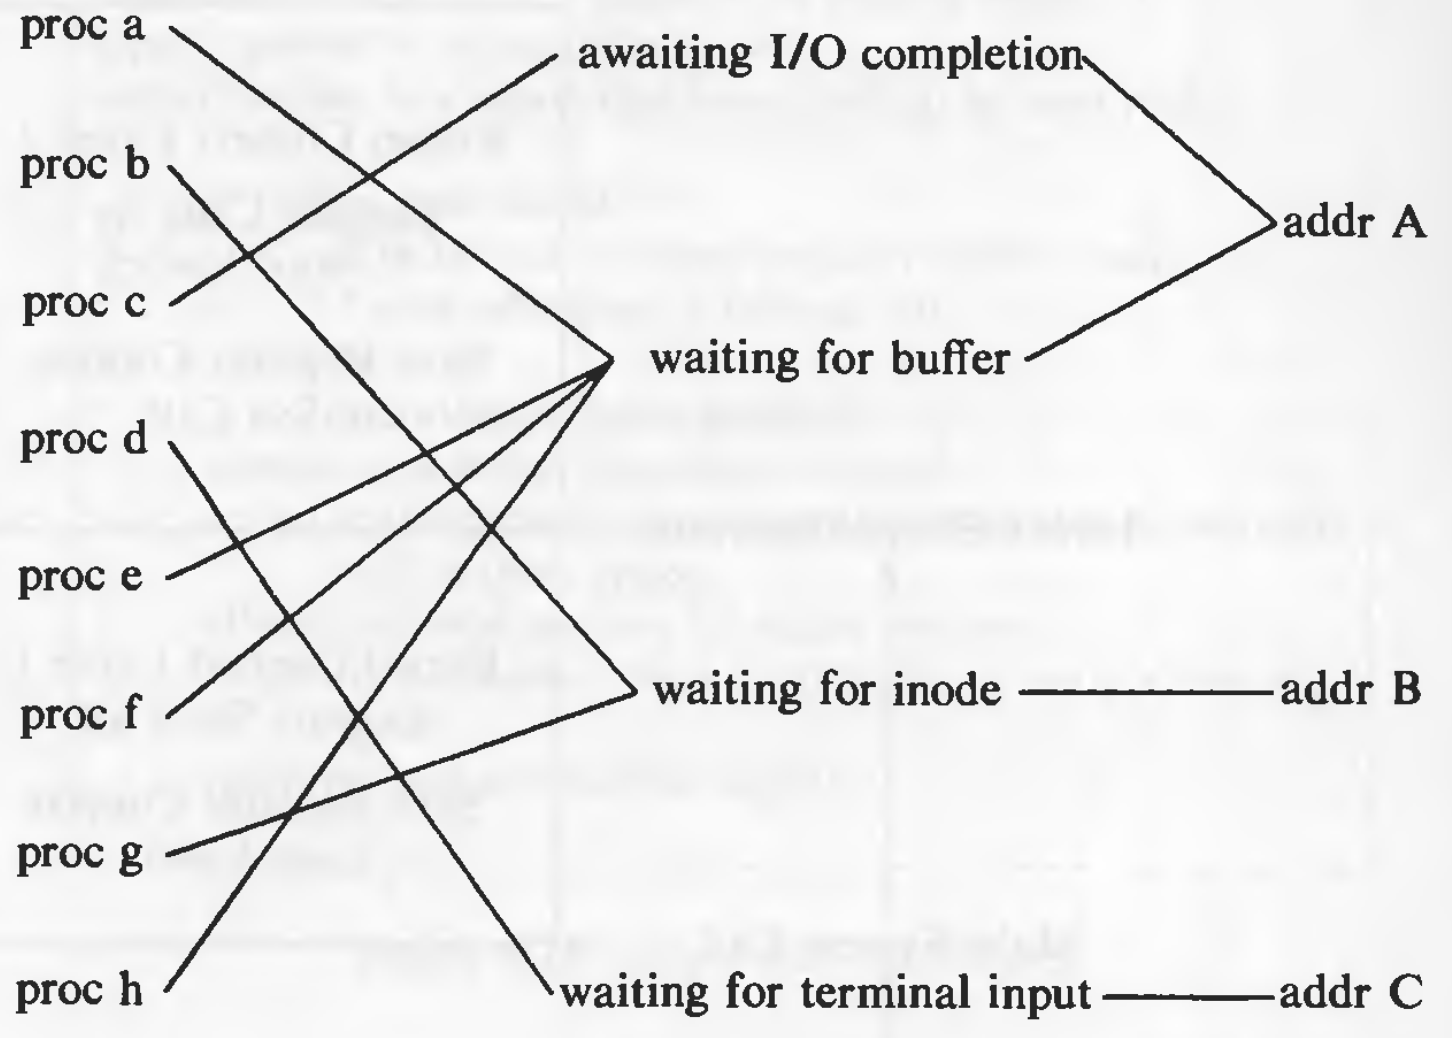 proc a
awaiting I/O completion
proc b
addr A
proc c
waiting for buffer
proc d
proc e
proc f
waiting for inode
addr B
proc g
proc h
waiting for terminal input
addr C